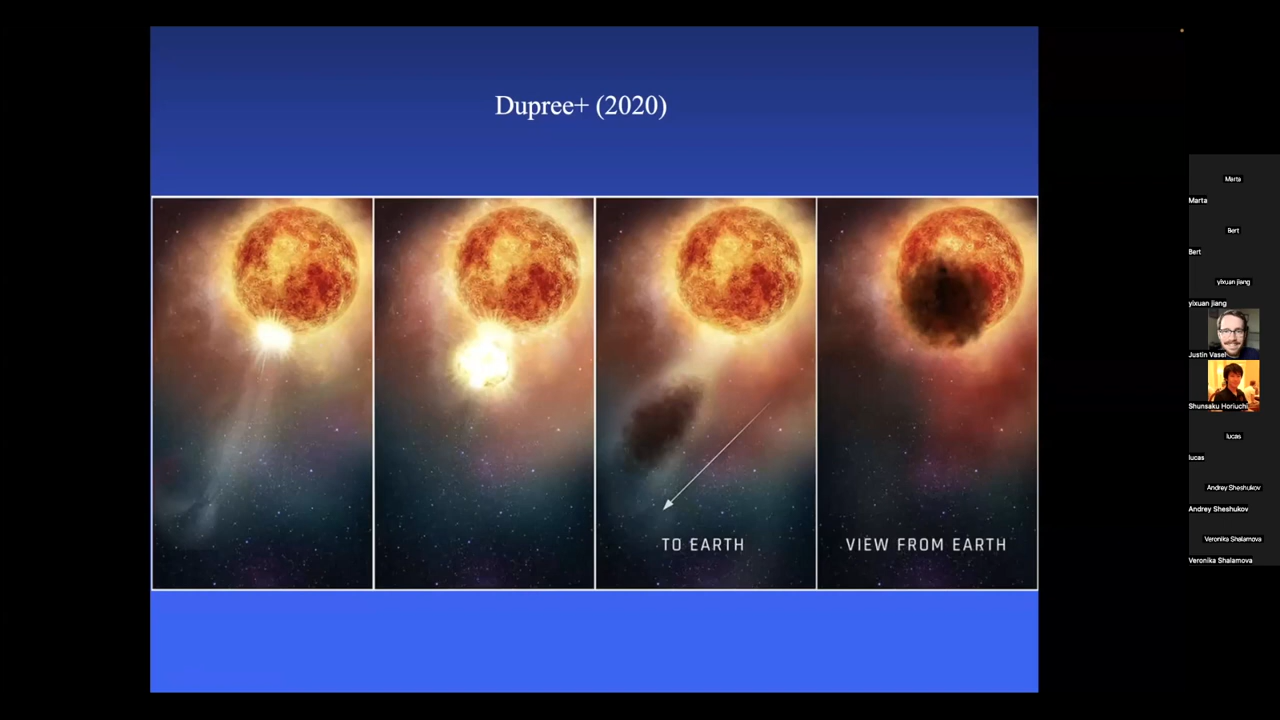 Dupree+ (2020)
TO EARTH
VIEW FROM EARTH
Marta
Marta
Bert
Bert
yixuan jiang
yixuan jiang
Justin Vasel
Shunsaku Horiuchi
lucas
lucas
Andrey Sheshukov
Andrey Sheshukov
Veronika Shalamova
Veronika Shalamova